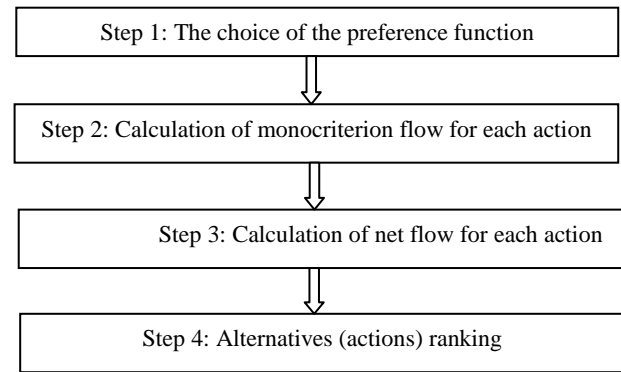 Step 1: The choice of the preference function
Step 2: Calculation of monocriterion flow for each action
Step 3: Calculation of net flow for each action
Step 4: Alternatives (actions) ranking